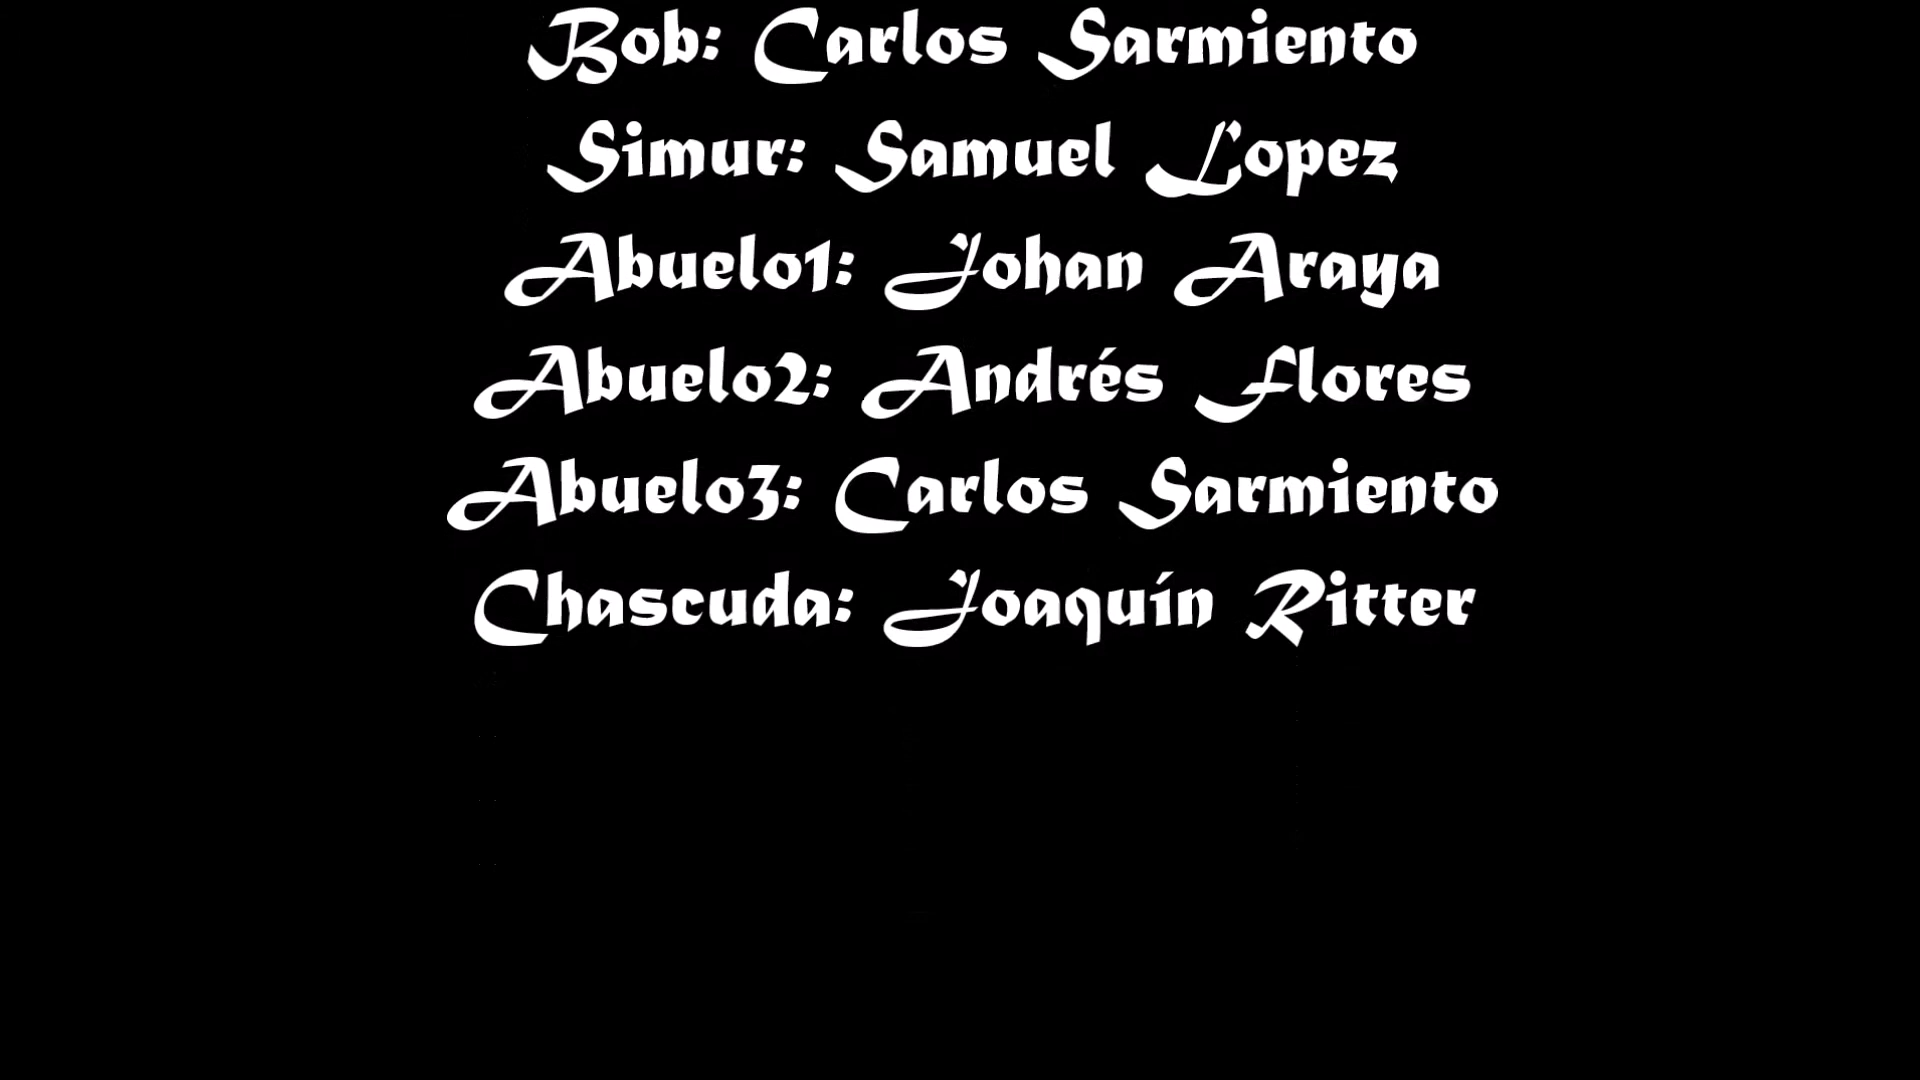 Bob: Carlos Sarmiento
Simur: Samuel Lopez
Abuelo1: Johan Araya
Abuelo2: Andrés Flores
Abuelo3: Carlos Sarmiento
Chascuda: Joaquín Ritter